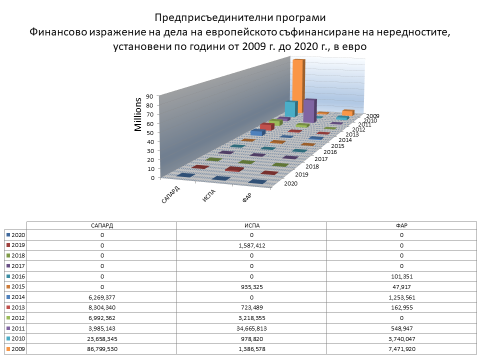 Предприсъединителни програми
Финансово изражение на дела на европейското съфинансиране на нередностите,
установени по години от 2009 г. до 2020 г., в евро
Millions
90
80
70
60
50
40
30
20
10
0
САПАРД
ИСПА
ФАР
2009
2010
2011
2012
2013
2014
2015
2016
2017
2018
2019
2020
САПАРД ИСПА ФАР
2020 0 0 0
2019 0 1,587,412 0
2018 0 0 0
2017 0 0 0
2016 0 0 101,351
2015 0 935,325 47,917
2014 6,269,377 0 1,253,561
2013 8,304,340 723,489 162,955
2012 6,992,362 3,218,355 0
2011 3,985,143 34,665,813 548,947
2010 23,658,345 978,820 3,740,047
2009 86,799,530 1,386,578 7,471,920